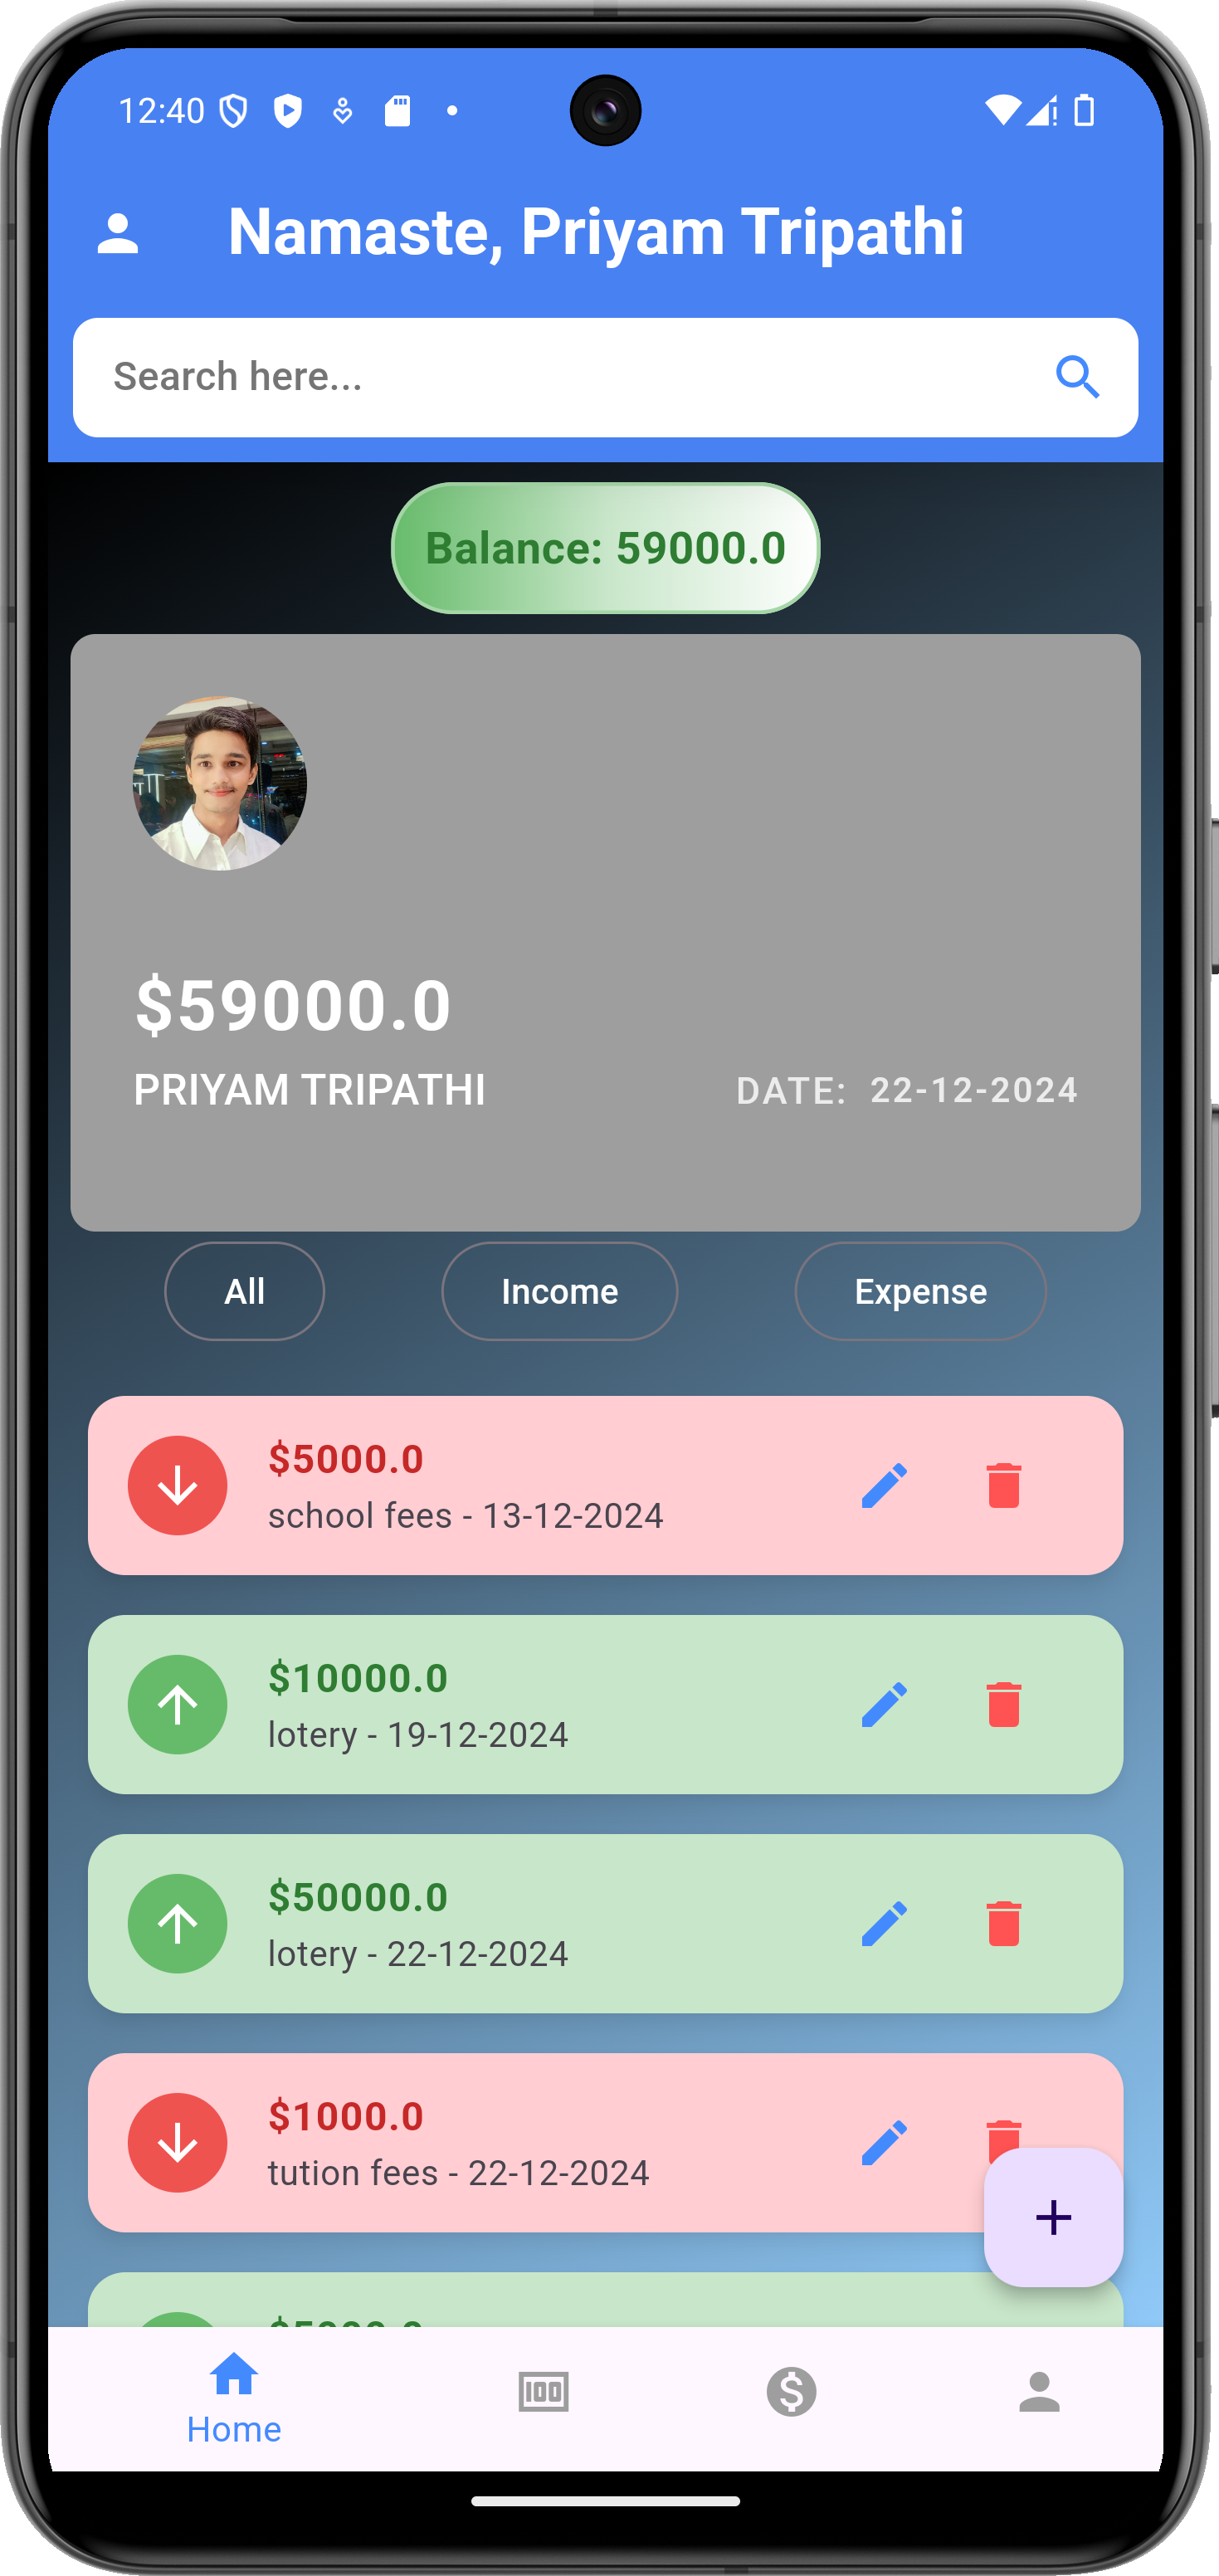 12:40
Namaste, Priyam Tripathi
Search here...
Balance: 59000.0
$59000.0
PRIYAM TRIPATHI
DATE: 22-12-2024
All Income Expense
$5000.0
school fees - 13-12-2024
$10000.0
lotery - 19-12-2024
$50000.0
lotery - 22-12-2024
$1000.0
tution fees - 22-12-2024
100 $
Home